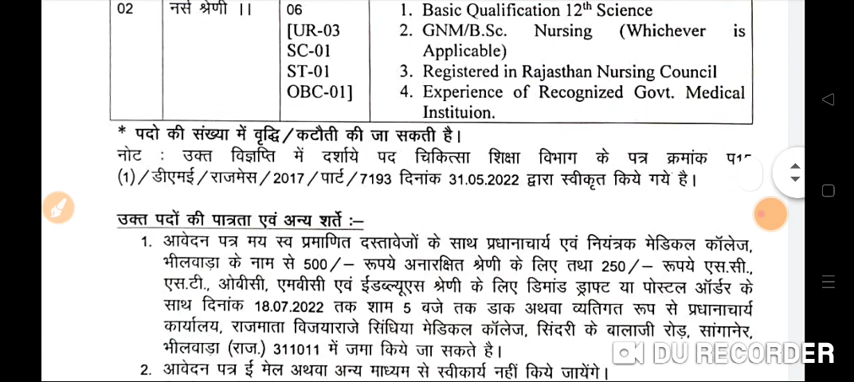 02 नर्स श्रेणी ।। 06 1. Basic Qualification 12th Science
[UR-03 2. GNM/B.Sc. Nursing (Whichever is
SC-01 Applicable)
ST-01 3. Registered in Rajasthan Nursing Council
OBC-01] 4. Experience of Recognized Govt. Medical
Instituion.
* पदो की संख्या में वृद्धि/कटौती की जा सकती है।
नोट : उक्त विज्ञप्ति में दर्शाये पद चिकित्सा शिक्षा विभाग के पत्र क्रमांक
(1)/डीएमई/राजमेस/2017/पार्ट/7193 दिनांक 31.05.2022 द्वारा स्वीकृत किये गये है।
उक्त पदों की पात्रता एवं अन्य शर्ते :–
1. आवेदन पत्र मय स्व प्रमाणित दस्तावेजों के साथ प्रधानाचार्य एवं नियंत्रक मेडिकल कॉलेज,
भीलवाड़ा के नाम से 500/– रूपये अनारक्षित श्रेणी के लिए तथा 250/– रूपये एस.सी.,
एस.टी., ओबीसी, एमवीसी एवं ईडब्ल्यूएस श्रेणी के लिए डिमांड ड्राफ्ट या पोस्टल ऑर्डर के
साथ दिनांक 18.07.2022 तक शाम 5 बजे तक डाक अथवा व्यतिगत रूप से प्रधानाचार्य
कार्यालय, राजमाता विजयाराजे सिंधिया मेडिकल कॉलेज, सिंदरी के बालाजी रोड़, सांगानेर,
भीलवाड़ा (राज.) 311011 में जमा किये जा सकते है।
DU RECORDER
2. आवेदन पत्र ई मेल अथवा अन्य माध्यम से स्वीकार्य नहीं किये जायेंगे।